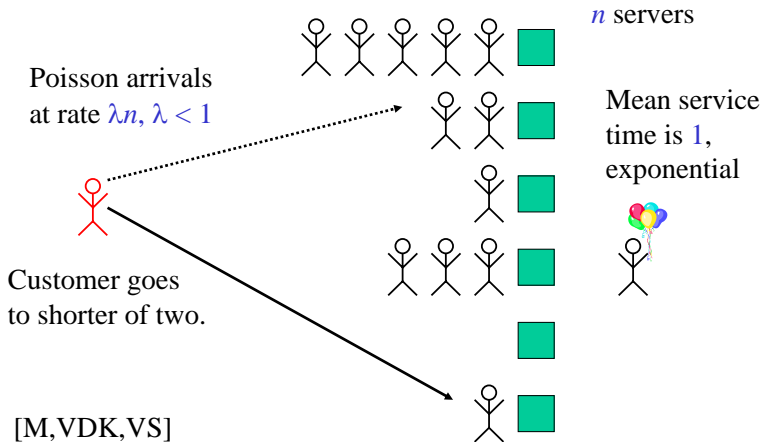 n servers
Poisson arrivals
at rate λn, λ < 1
Mean service
time is 1,
exponential
Customer goes
to shorter of two.
[M,VDK,VS]